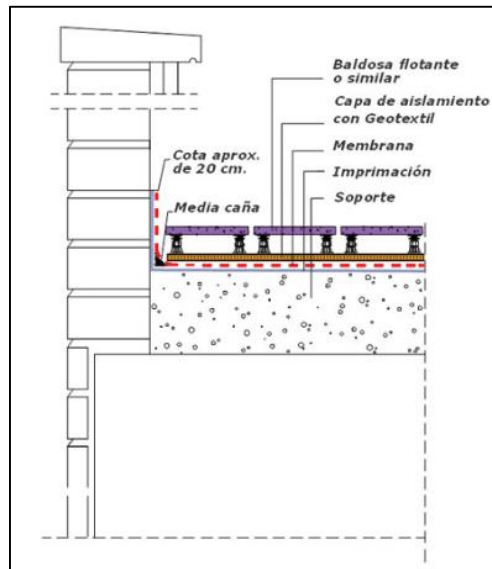 Baldosa flotante
o similar
Capa de aislamiento
con Geotextil
Membrana
Imprimación
Soporte
Cota aprox.
de 20 cm.
Media caña